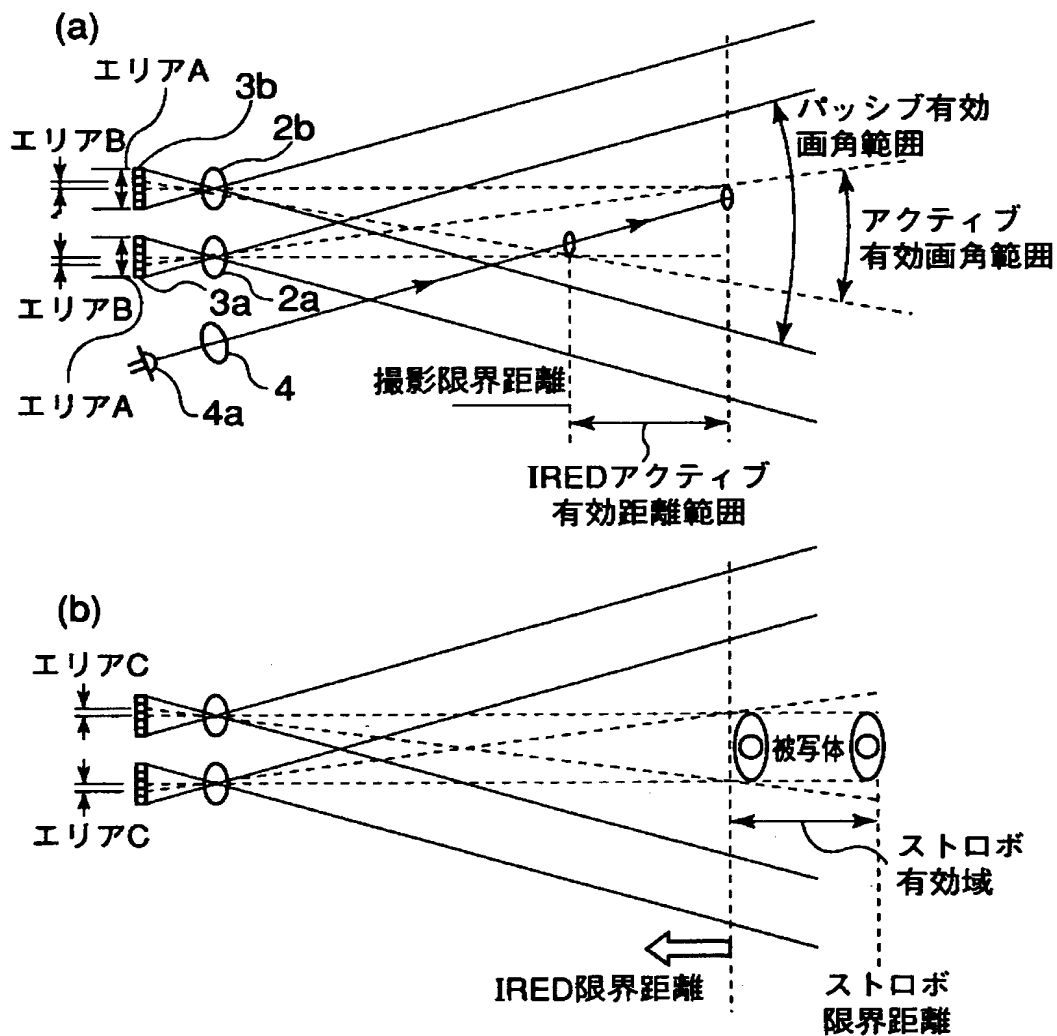 (a)
エリアA
3b
エリアB
2b
パッシブ有効
画角範囲
アクティブ
有効画角範囲
エリアB
3a
2a
エリアA
4a
4
撮影限界距離
IREDアクティブ
有効距離範囲
(b)
エリアC
被写体
エリアC
ストロボ
有効域
IRED限界距離
ストロボ
限界距離